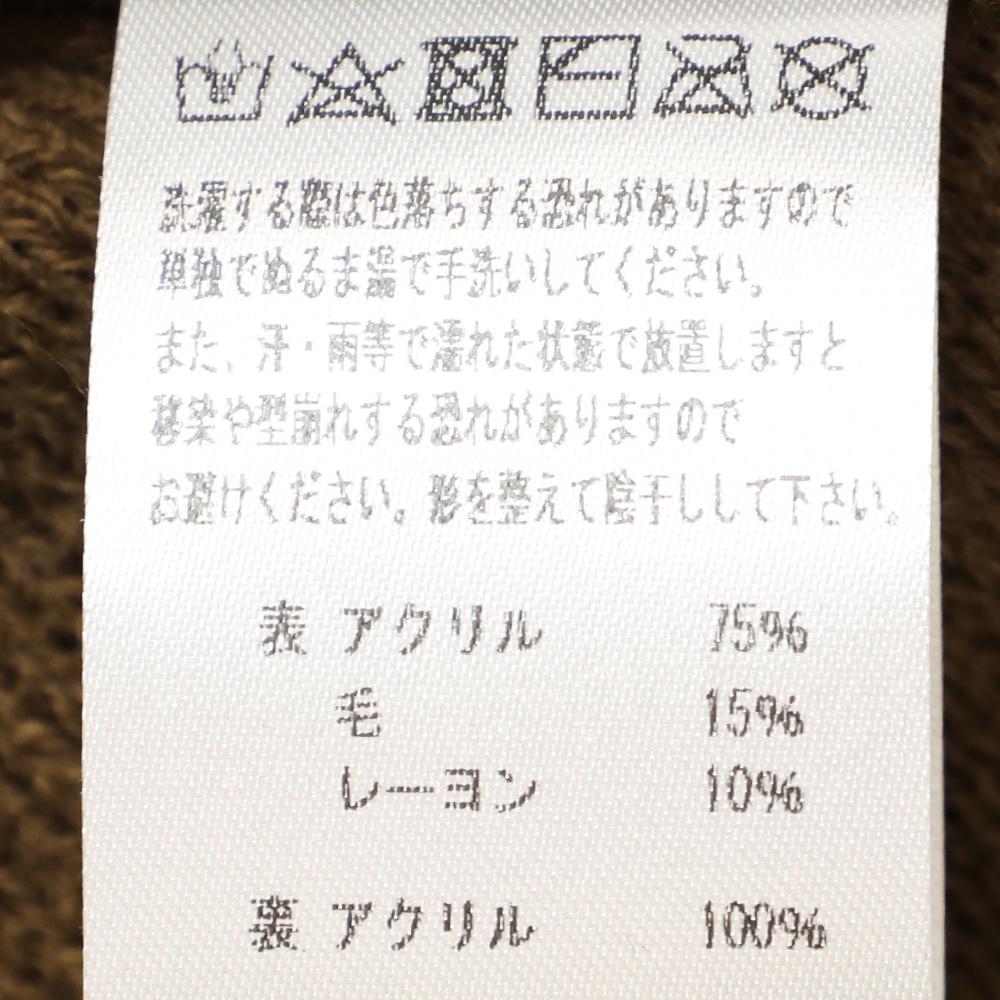 洗濯する際は色落ちする恐れがありますので
単独でぬるま湯で手洗いしてください。
また、汗・雨等で濡れた状態で放置しますと
移染や型崩れする恐れがありますので
お避けください。形を整えて陰干しして下さい。
表 アクリル 75%
毛 15%
レーヨン 10%
裏 アクリル 100%